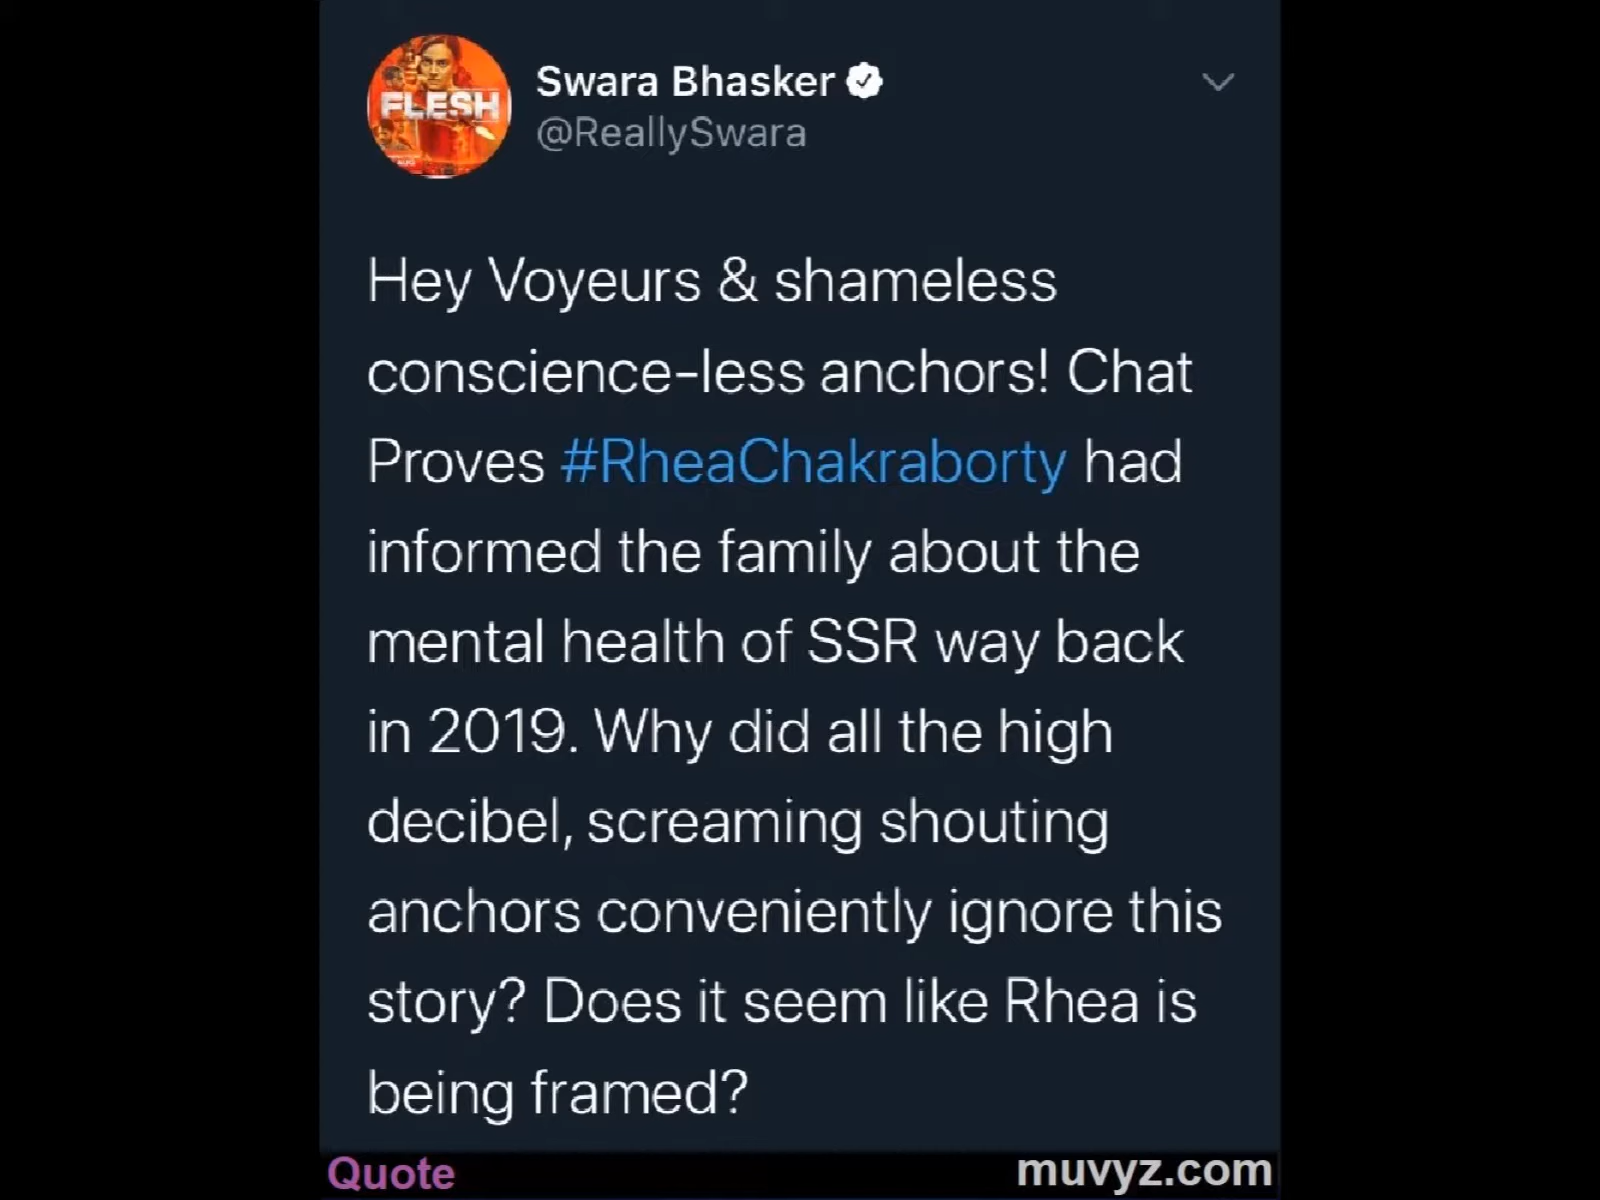 FLESH
Swara Bhasker
@ReallySwara
Hey Voyeurs & shameless
conscience-less anchors! Chat
Proves #RheaChakraborty had
informed the family about the
mental health of SSR way back
in 2019. Why did all the high
decibel, screaming shouting
anchors conveniently ignore this
story? Does it seem like Rhea is
being framed?
Quote
muvyz.com